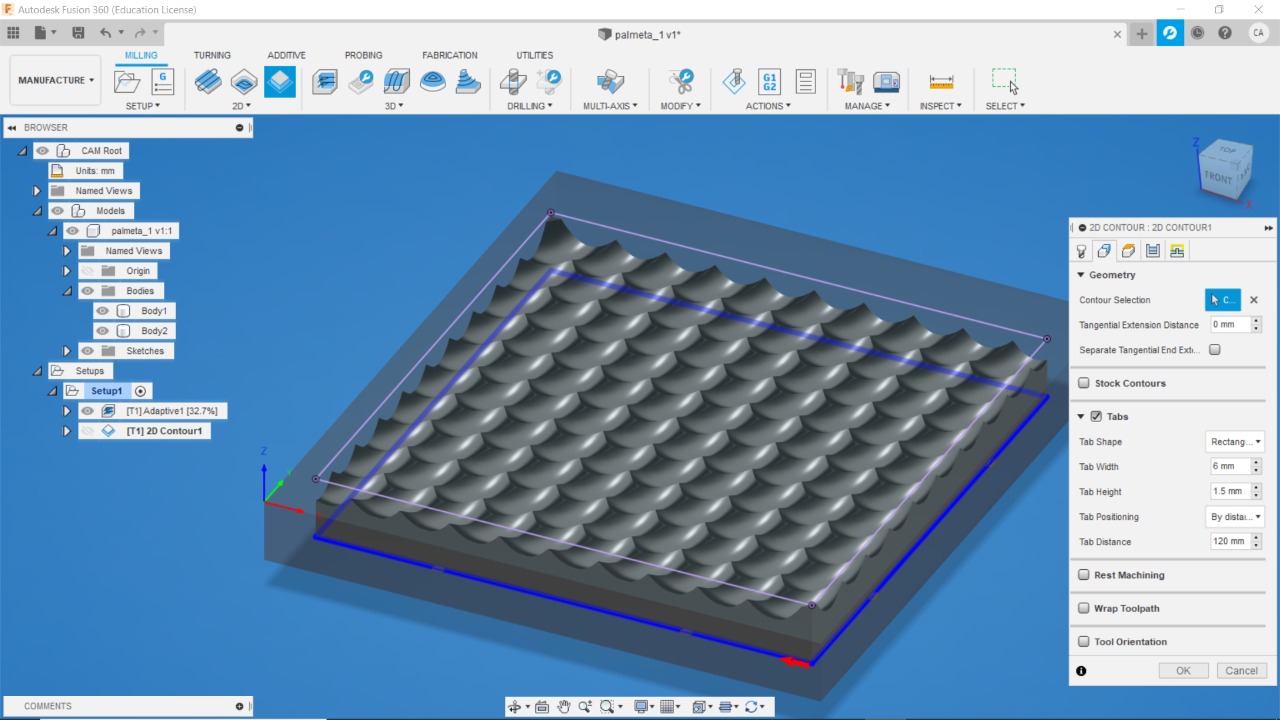 Autodesk Fusion 360 (Education License)
palmeta_1 v1*
CA
MANUFACTURE
MILLING TURNING ADDITIVE PROBING FABRICATION UTILITIES
G
G1
G2
SETUP 2D 3D DRILLING MULTI-AXIS MODIFY ACTIONS MANAGE INSPECT SELECT
BROWSER
CAM Root
Units: mm
Named Views
Models
palmeta_1 v1:1
Named Views
Origin
Bodies
Body1
Body2
Sketches
Setups
Setup1
[T1] Adaptive1 [32.7%]
[T1] 2D Contour1
Z
Z
TOP
FRONT
X
2D CONTOUR : 2D CONTOUR1
Geometry
Contour Selection C...
Tangential Extension Distance 0 mm
Separate Tangential End Ext...
Stock Contours
Tabs
Tab Shape Rectang...
Tab Width 6 mm
Tab Height 1.5 mm
Tab Positioning By dista...
Tab Distance 120 mm
Rest Machining
Wrap Toolpath
Tool Orientation
OK Cancel
COMMENTS